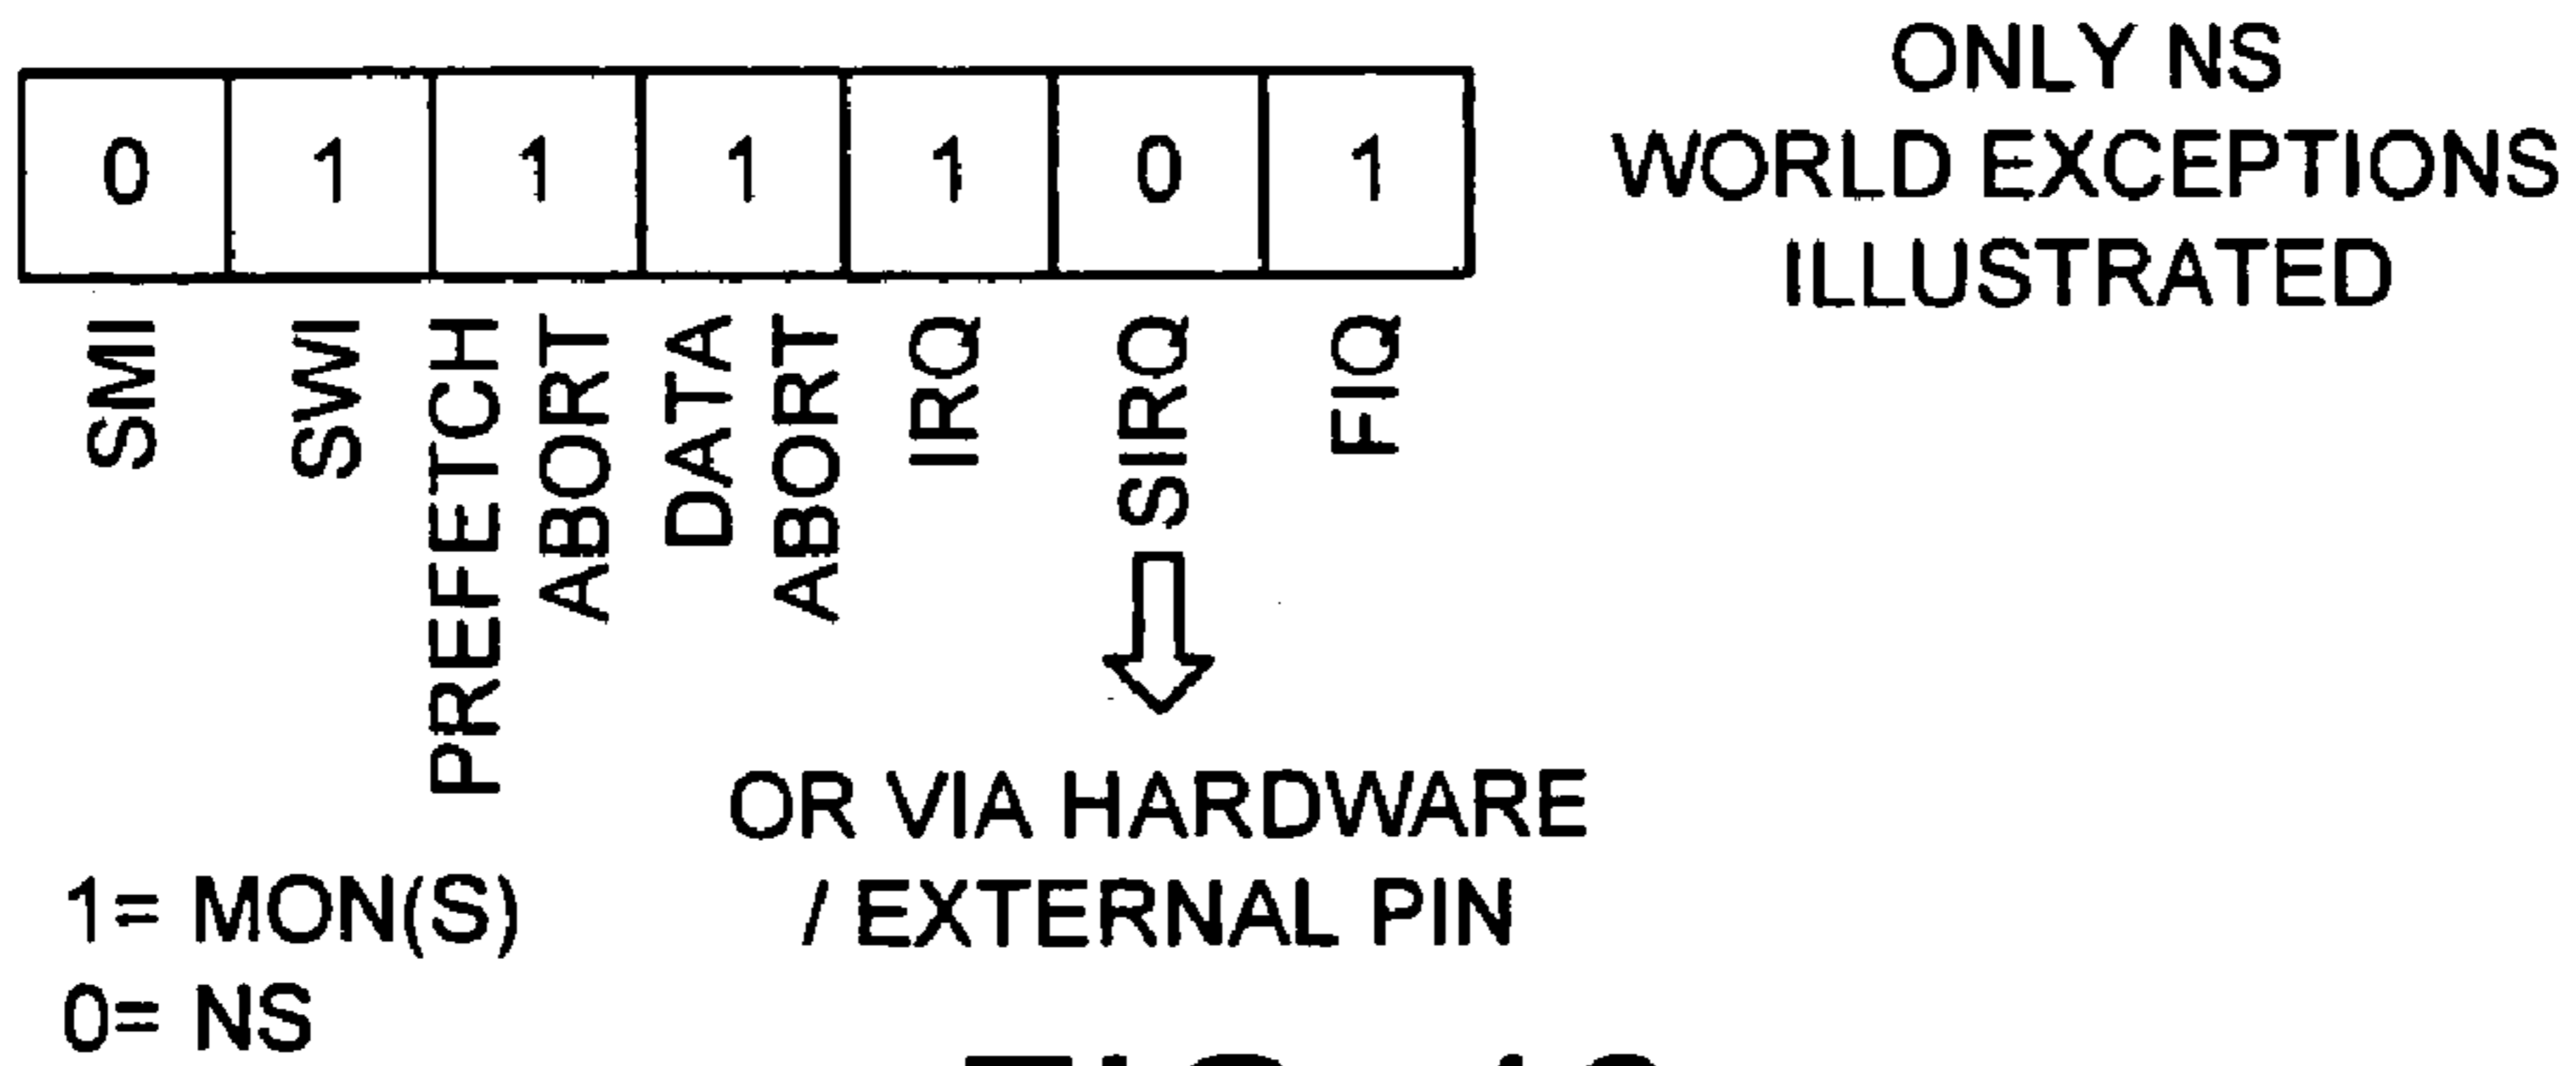 ONLY NS
WORLD EXCEPTIONS
ILLUSTRATED
0 1 1 1 1 0 1
SMI
SWI
PREFETCH
ABORT
DATA
ABORT
IRQ
SIRQ
FIQ
OR VIA HARDWARE
/ EXTERNAL PIN
1= MON(S)
0= NS